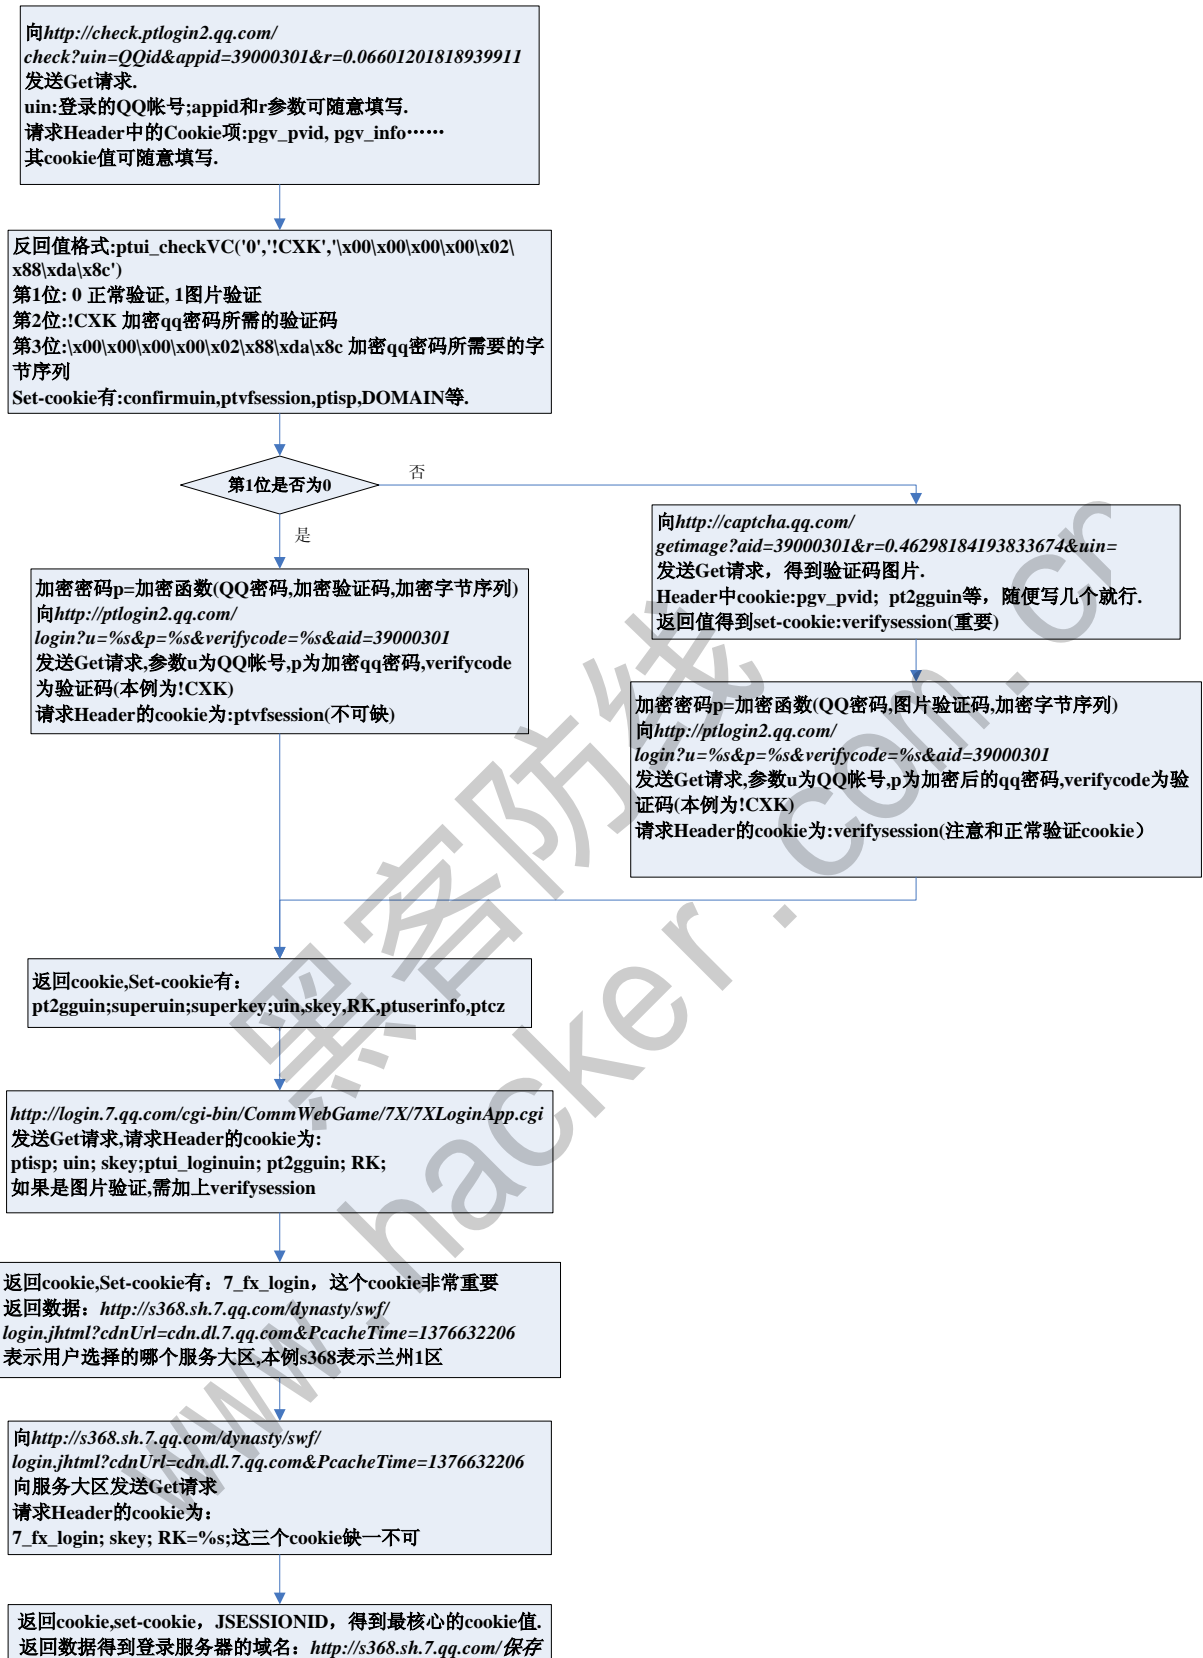 向http://check.ptlogin2.qq.com/
check?uin=QQid&appid=39000301&r=0.06601201818939911
发送Get请求.
uin:登录的QQ帐号;appid和r参数可随意填写.
请求Header中的Cookie项:pgv_pvid, pgv_info……
其cookie值可随意填写.
反回值格式:ptui_checkVC('0','!CXK','\x00\x00\x00\x00\x02\
x88\xda\x8c')
第1位: 0 正常验证, 1图片验证
第2位:!CXK 加密qq密码所需的验证码
第3位:\x00\x00\x00\x00\x02\x88\xda\x8c 加密qq密码所需要的字
节序列
Set-cookie有:confirmuin,ptvfsession,ptisp,DOMAIN等.
第1位是否为0
否
是
向http://captcha.qq.com/
getimage?aid=39000301&r=0.46298184193833674&uin=
发送Get请求，得到验证码图片.
Header中cookie:pgv_pvid; pt2gguin等，随便写几个就行.
返回值得到set-cookie:verifysession(重要)
加密密码p=加密函数(QQ密码,加密验证码,加密字节序列)
向http://ptlogin2.qq.com/
login?u=%s&p=%s&verifycode=%s&aid=39000301
发送Get请求,参数u为QQ帐号,p为加密qq密码,verifycode
为验证码(本例为!CXK)
请求Header的cookie为:ptvfsession(不可缺)
加密密码p=加密函数(QQ密码,图片验证码,加密字节序列)
向http://ptlogin2.qq.com/
login?u=%s&p=%s&verifycode=%s&aid=39000301
发送Get请求,参数u为QQ帐号,p为加密后的qq密码,verifycode为验
证码(本例为!CXK)
请求Header的cookie为:verifysession(注意和正常验证cookie）
返回cookie,Set-cookie有：
pt2gguin;superuin;superkey;uin,skey,RK,ptuserinfo,ptcz
http://login.7.qq.com/cgi-bin/CommWebGame/7X/7XLoginApp.cgi
发送Get请求,请求Header的cookie为:
ptisp; uin; skey;ptui_loginuin; pt2gguin; RK;
如果是图片验证,需加上verifysession
返回cookie,Set-cookie有：7_fx_login，这个cookie非常重要
返回数据：http://s368.sh.7.qq.com/dynasty/swf/
login.jhtml?cdnUrl=cdn.dl.7.qq.com&PcacheTime=1376632206
表示用户选择的哪个服务大区,本例s368表示兰州1区
向http://s368.sh.7.qq.com/dynasty/swf/
login.jhtml?cdnUrl=cdn.dl.7.qq.com&PcacheTime=1376632206
向服务大区发送Get请求
请求Header的cookie为：
7_fx_login; skey; RK=%s;这三个cookie缺一不可
返回cookie,set-cookie，JSESSIONID，得到最核心的cookie值.
返回数据得到登录服务器的域名：http://s368.sh.7.qq.com/保存
黑客防线
www.hacker.com.cn